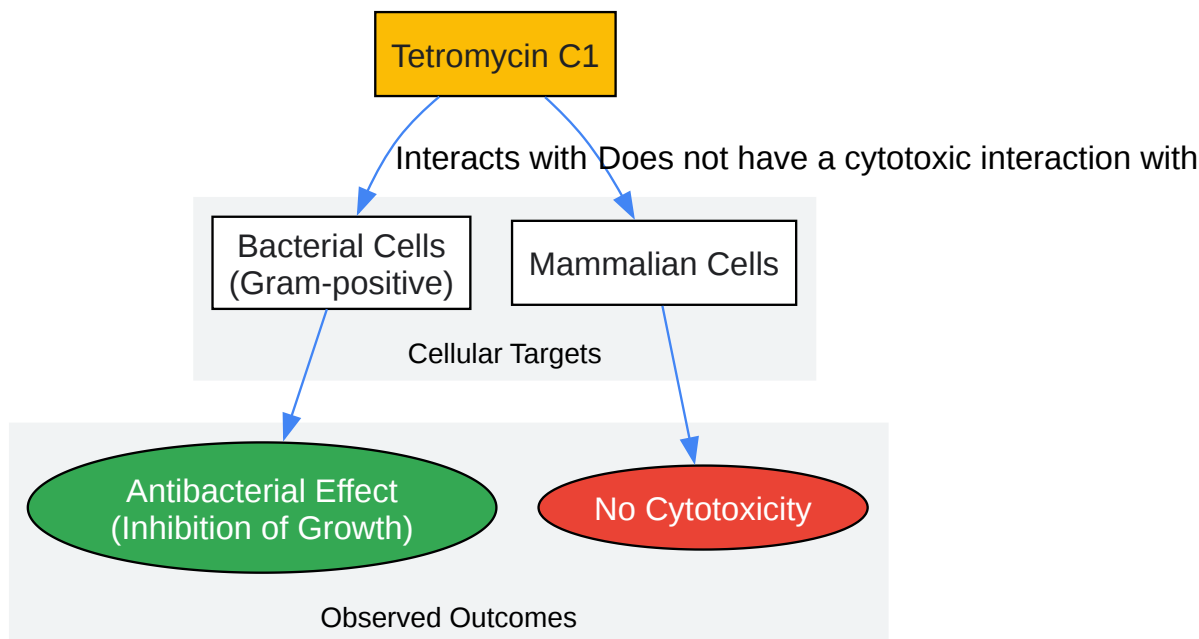 Tetromycin C1
Interacts with
Does not have a cytotoxic interaction with
Bacterial Cells
(Gram-positive)
Mammalian Cells
Cellular Targets
Antibacterial Effect
(Inhibition of Growth)
No Cytotoxicity
Observed Outcomes